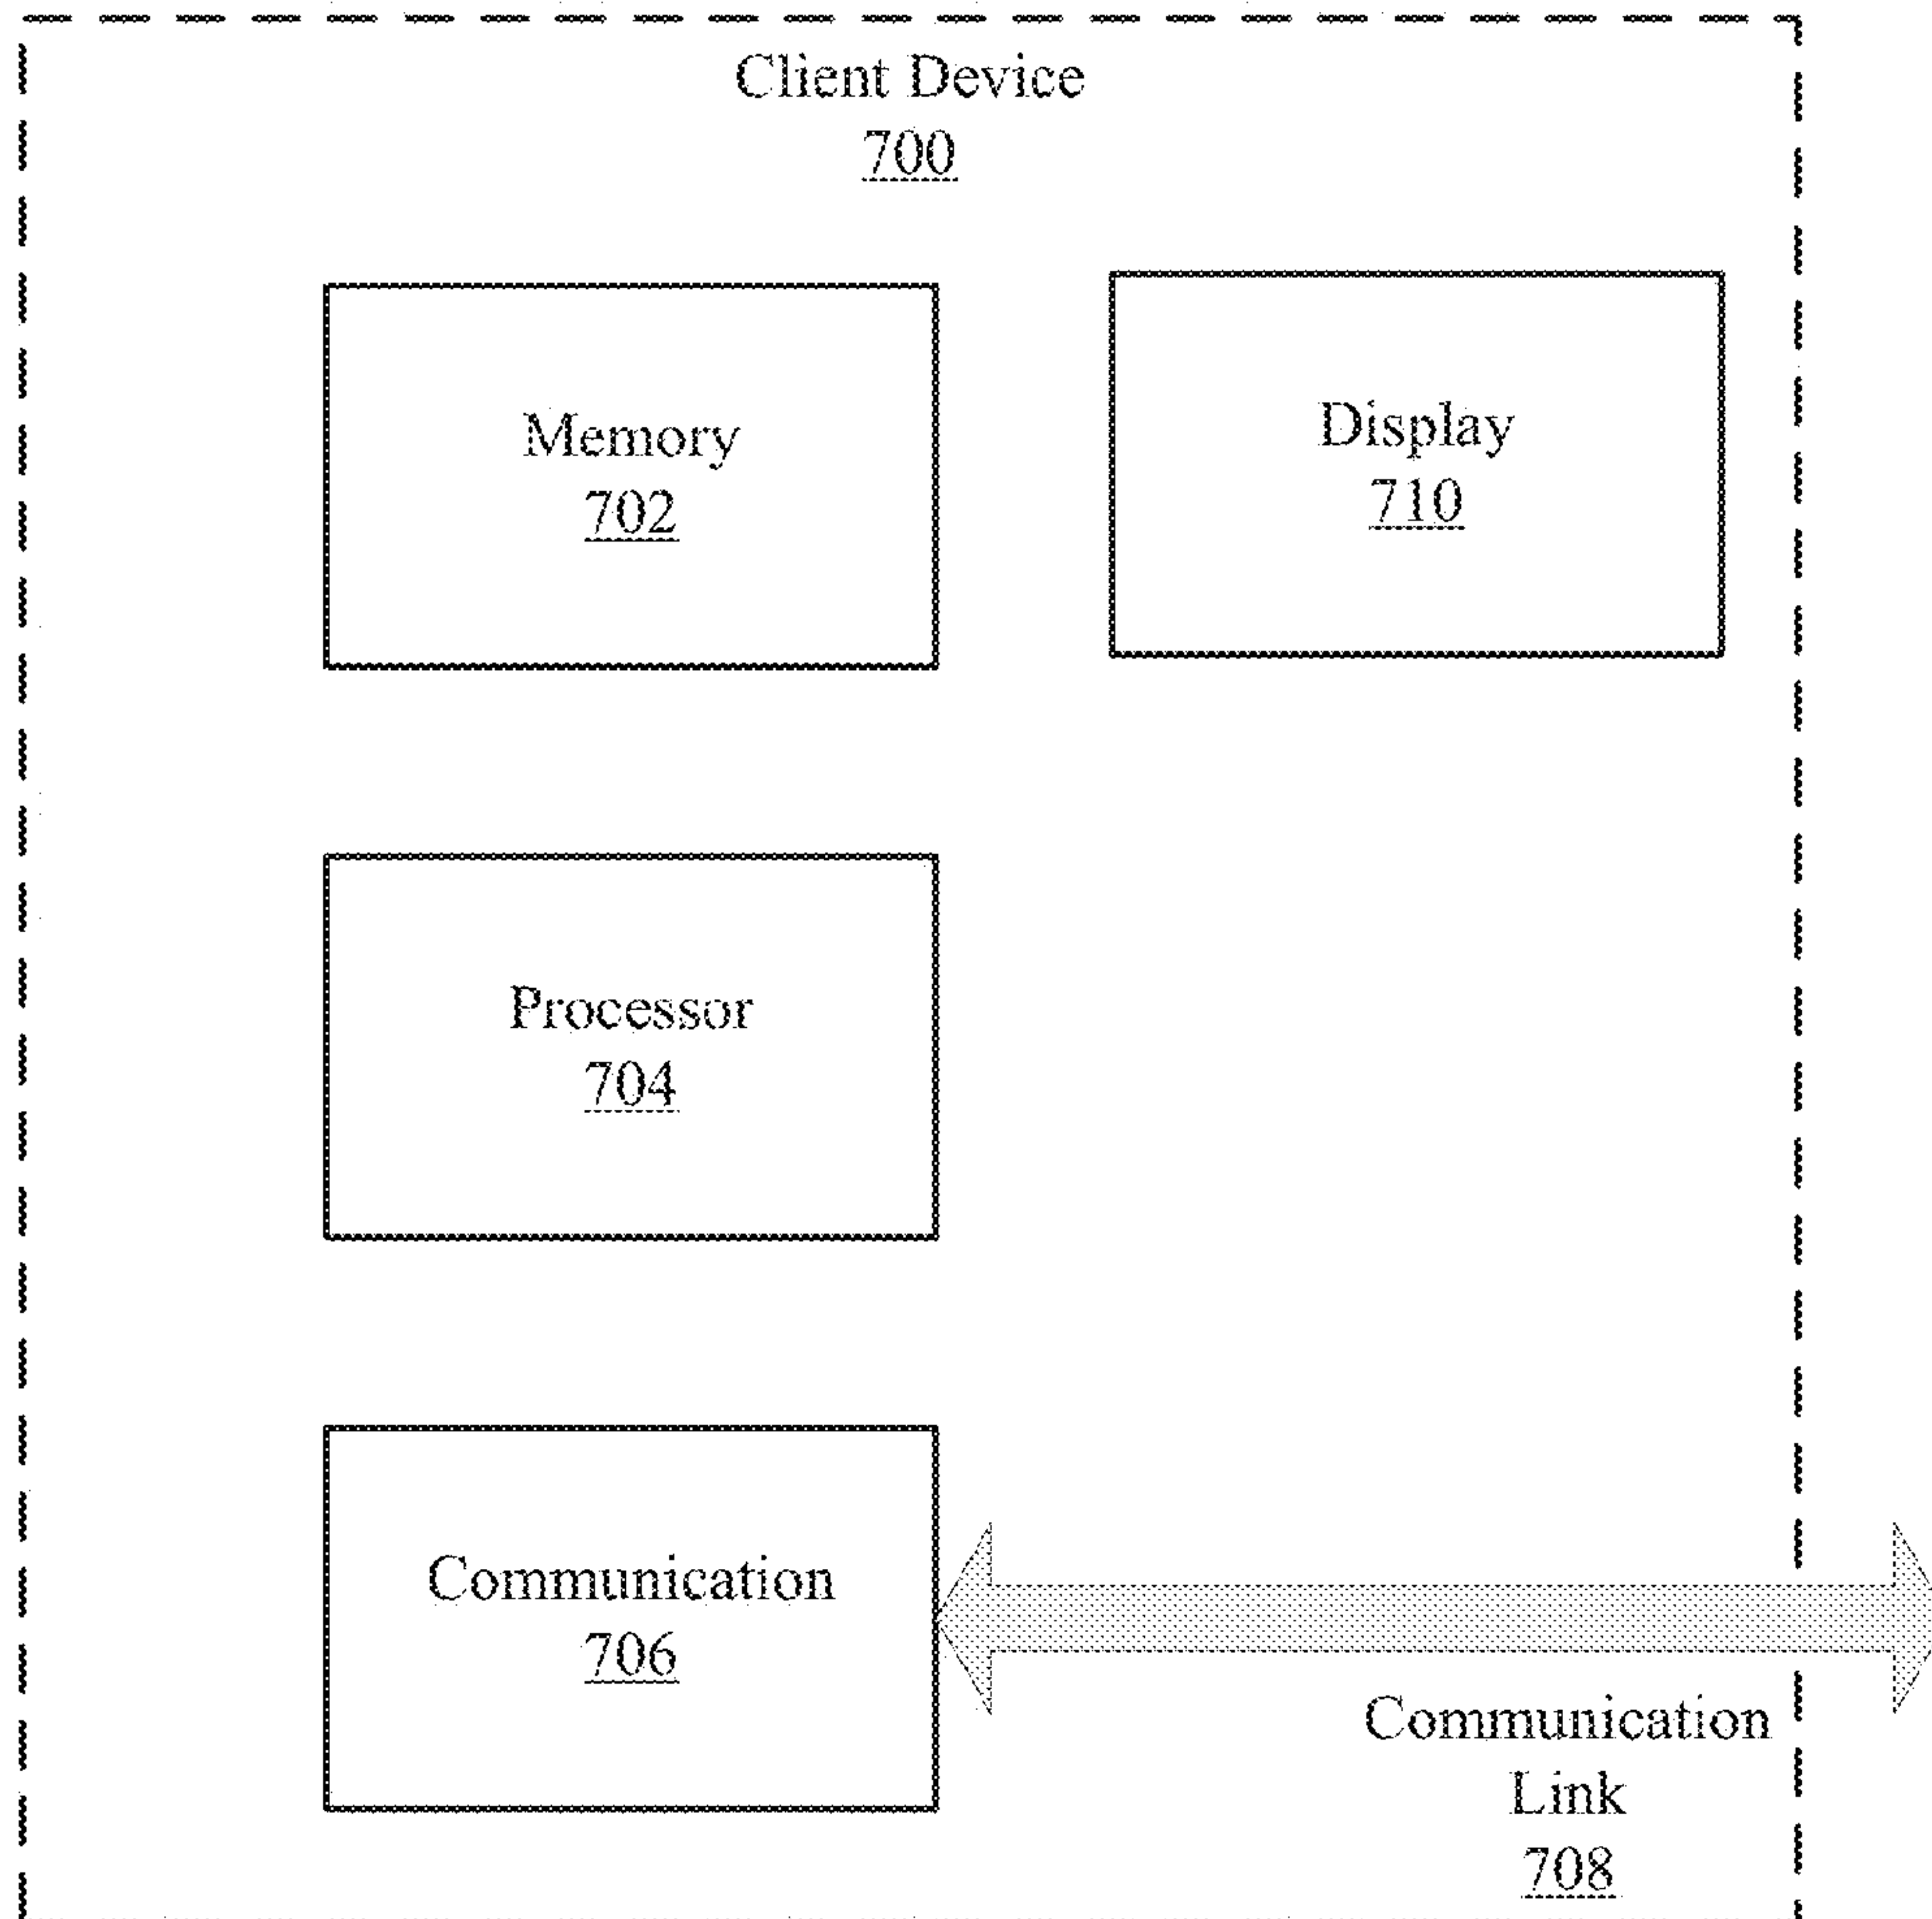 Client Device
700
Memory
702
Display
710
Processor
704
Communication
706
Communication
Link
708